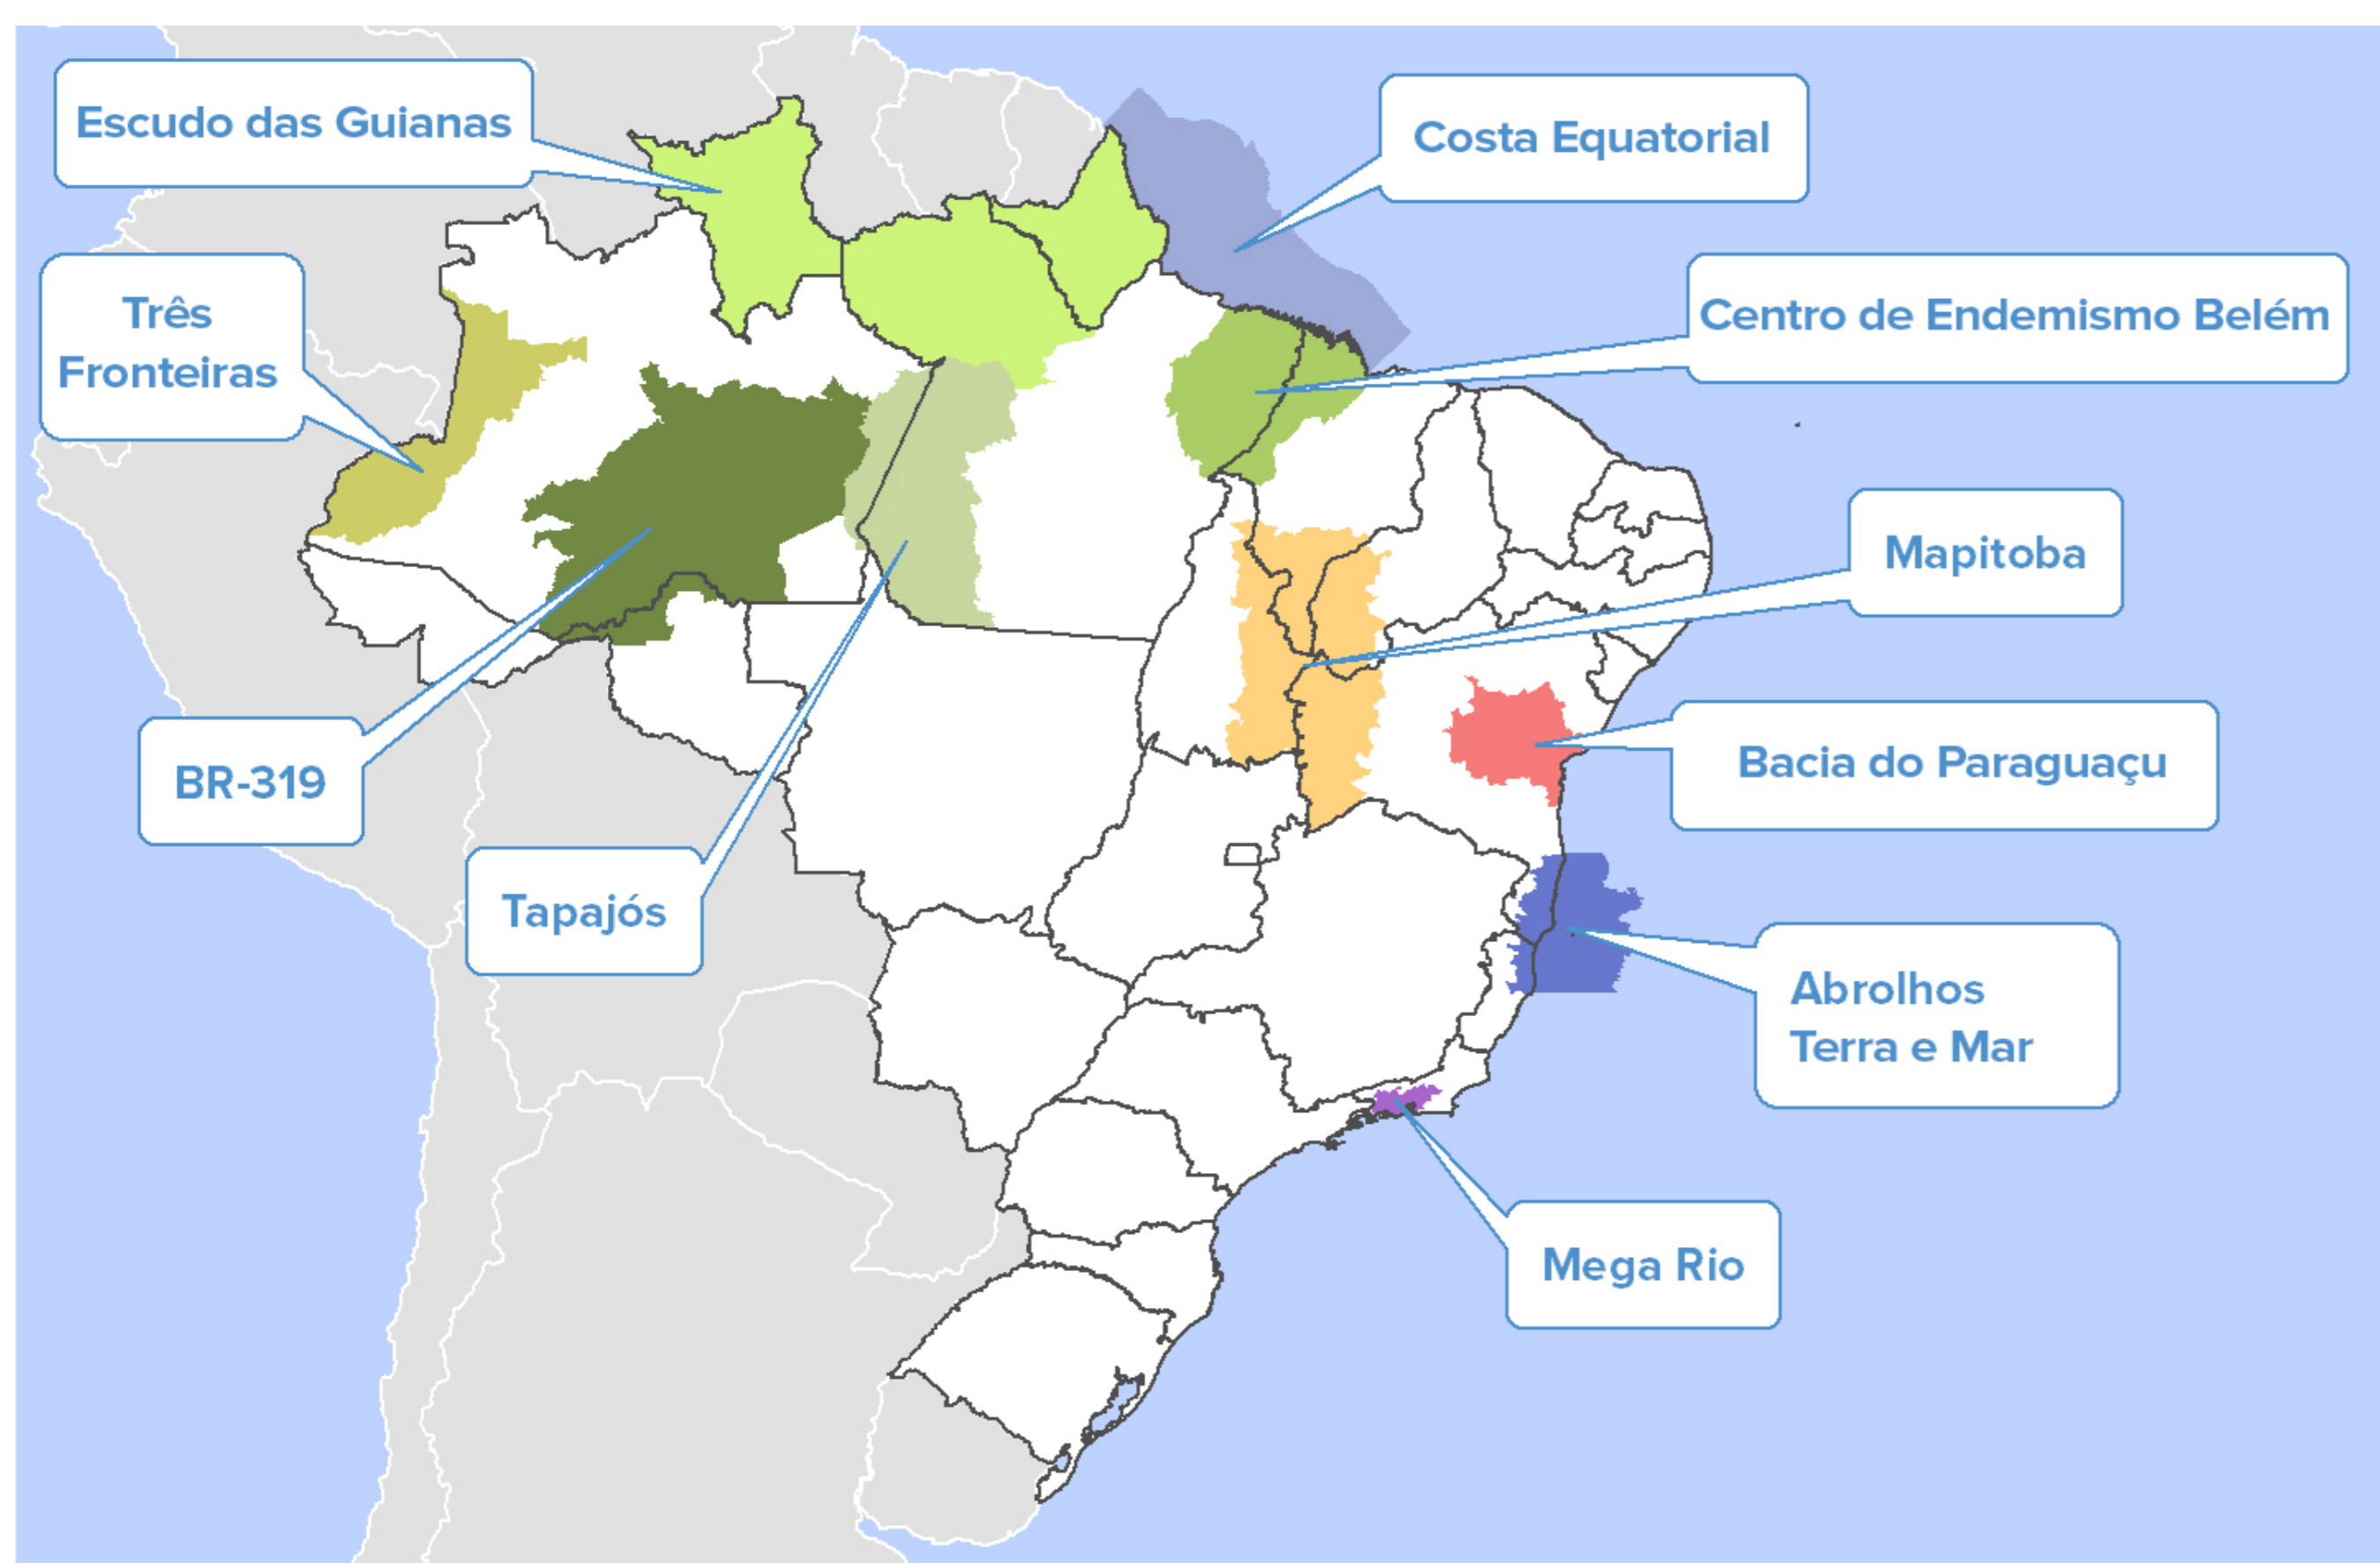 Escudo das Guianas
Costa Equatorial
Três
Fronteiras
Centro de Endemismo Belém
Mapitoba
BR-319
Bacia do Paraguaçu
Tapajós
Abrolhos
Terra e Mar
Mega Rio